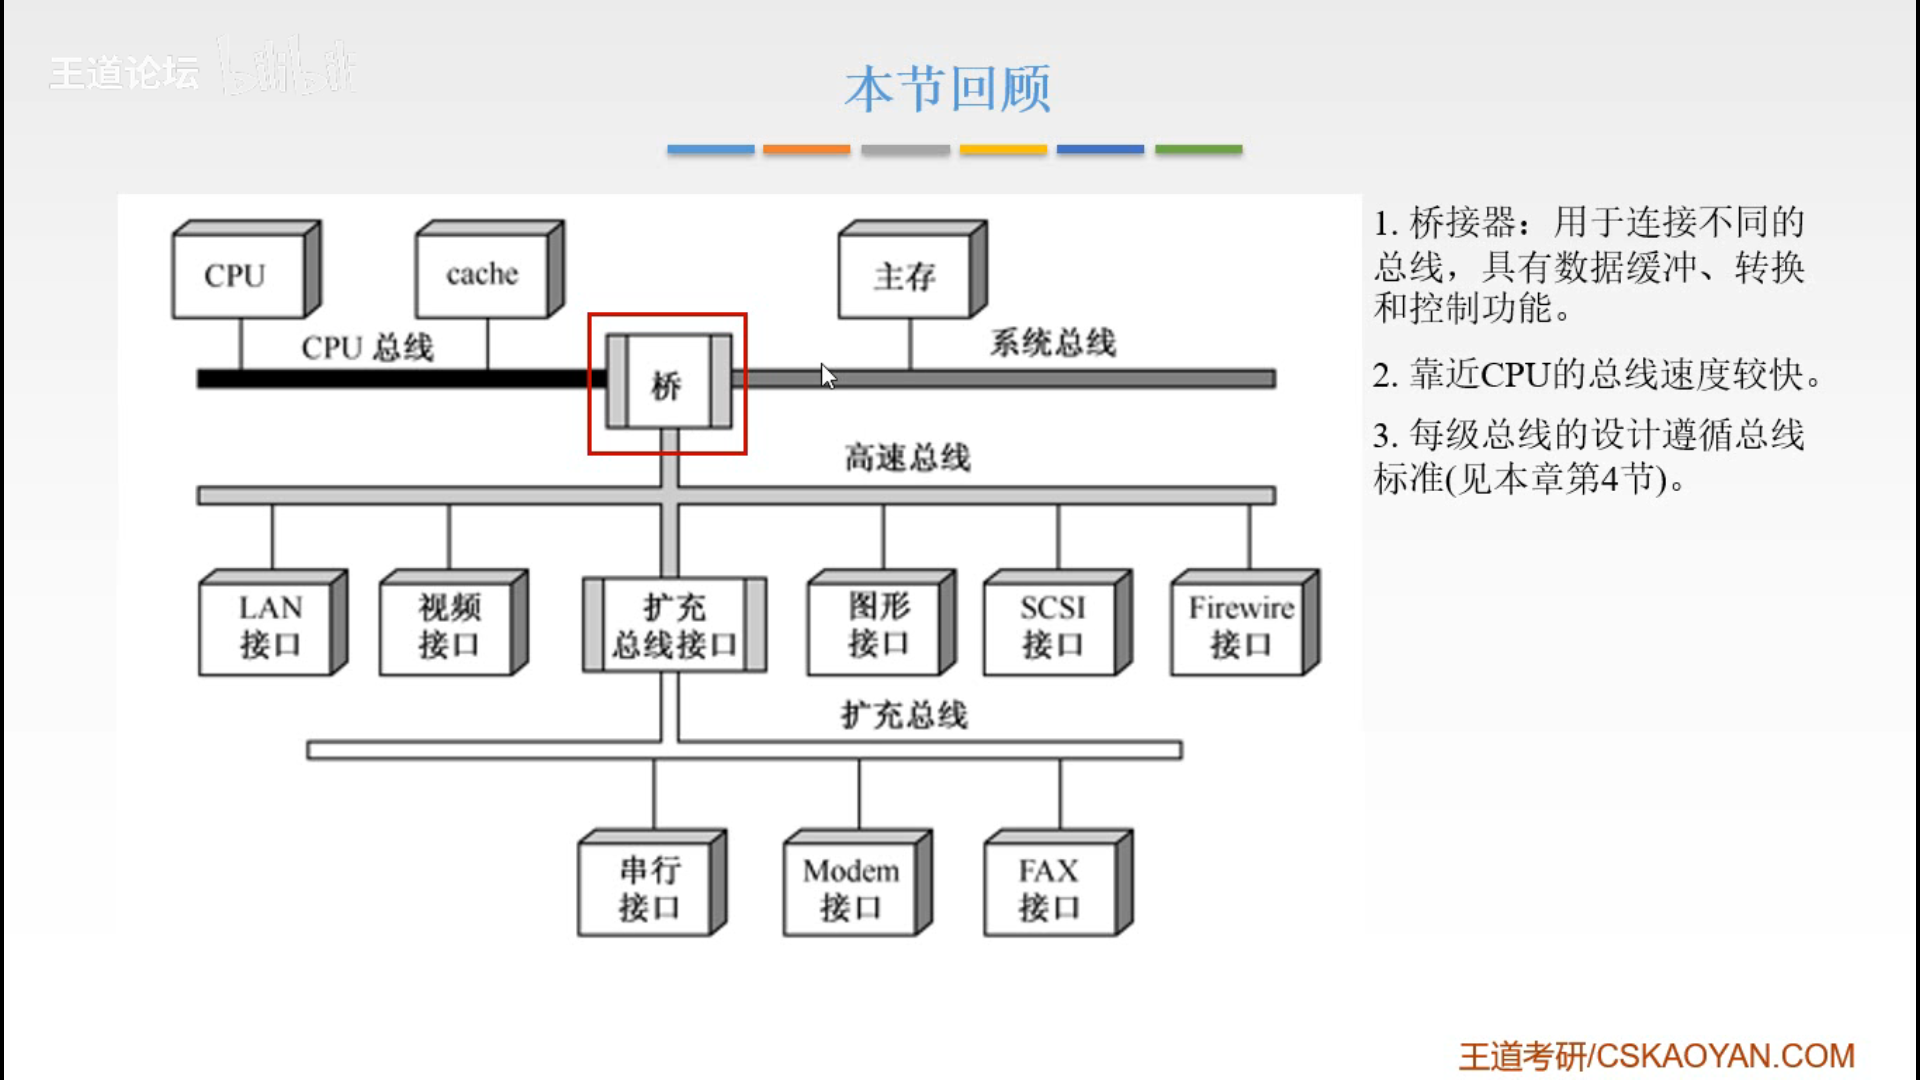 王道论坛 bilibili
本节回顾
CPU
cache
主存
CPU 总线
系统总线
桥
高速总线
LAN
接口
视频
接口
扩充
总线接口
图形
接口
SCSI
接口
Firewire
接口
扩充总线
串行
接口
Modem
接口
FAX
接口
1. 桥接器：用于连接不同的
总线，具有数据缓冲、转换
和控制功能。
2. 靠近CPU的总线速度较快。
3. 每级总线的设计遵循总线
标准(见本章第4节)。
王道考研/CSKAOYAN.COM